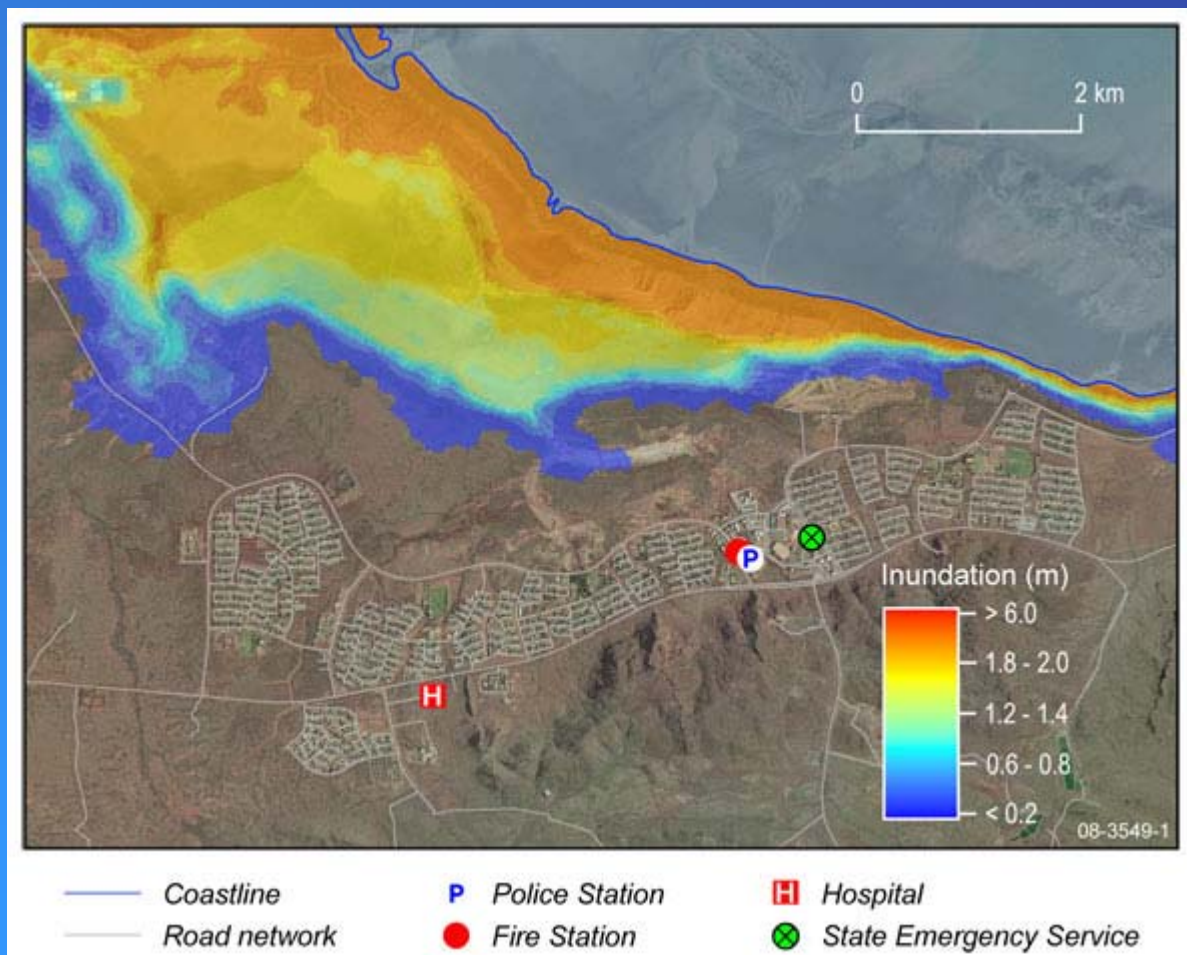 0 2 km
Inundation (m)
> 6.0
1.8 - 2.0
1.2 - 1.4
0.6 - 0.8
< 0.2
08-3549-1
P
H
Coastline
P Police Station
H Hospital
Road network
Fire Station
State Emergency Service